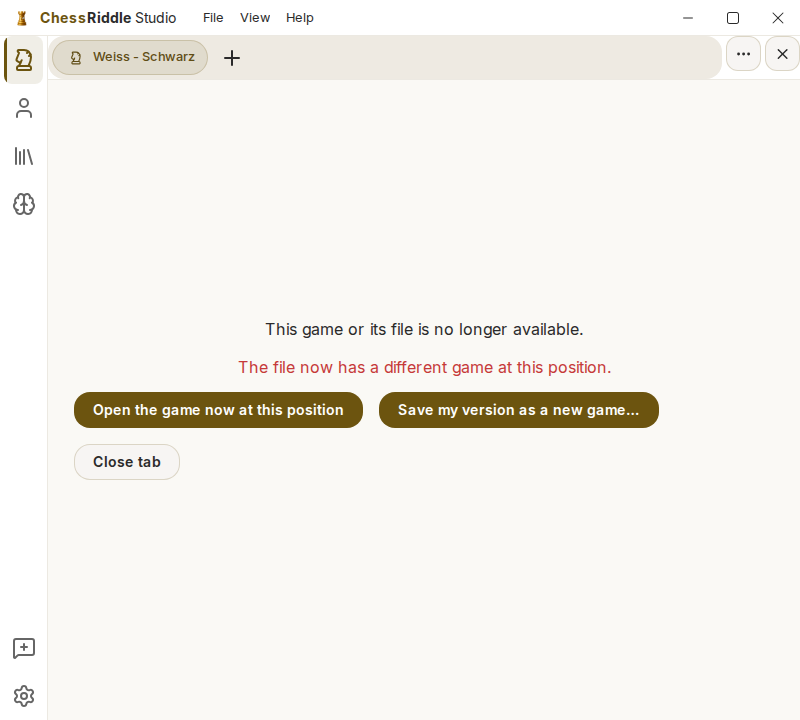 ChessRiddle Studio File View Help
Weiss - Schwarz
This game or its file is no longer available.
The file now has a different game at this position.
Open the game now at this position Save my version as a new game...
Close tab